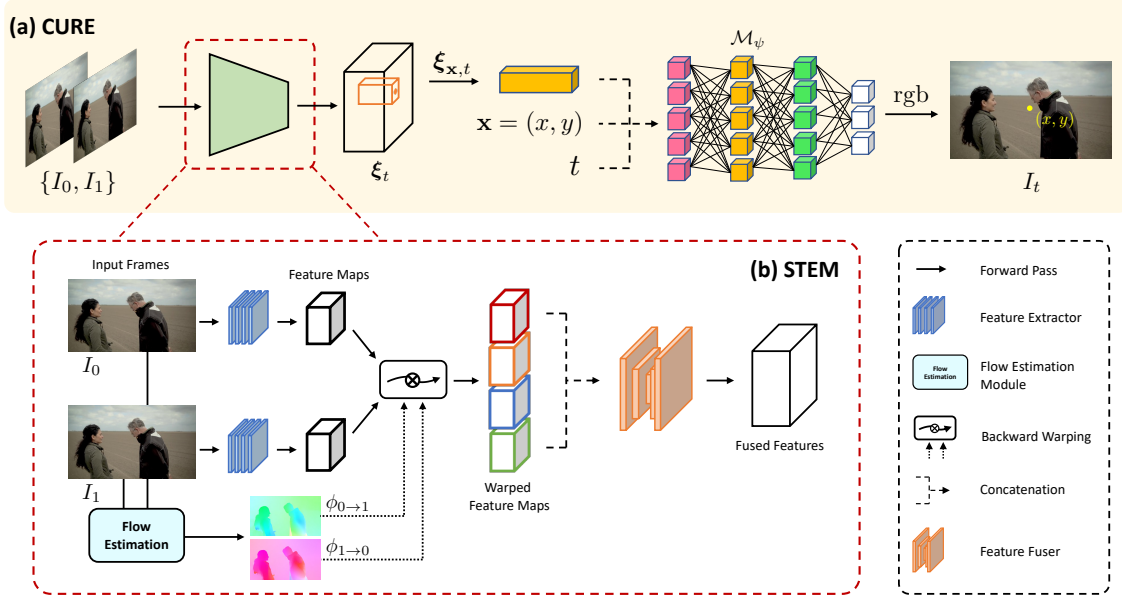 (a) CURE
{I₀, I₁}
ξₜ
ξₓ,ₜ
𝐱 = (x, y)
t
ℳ_ψ
rgb
(x, y)
Iₜ
(b) STEM
Input Frames
Feature Maps
I₀
I₁
Flow
Estimation
ϕ₀→₁
ϕ₁→₀
Warped
Feature Maps
Fused Features
Forward Pass
Feature Extractor
Flow
Estimation
Flow Estimation
Module
Backward Warping
Concatenation
Feature Fuser